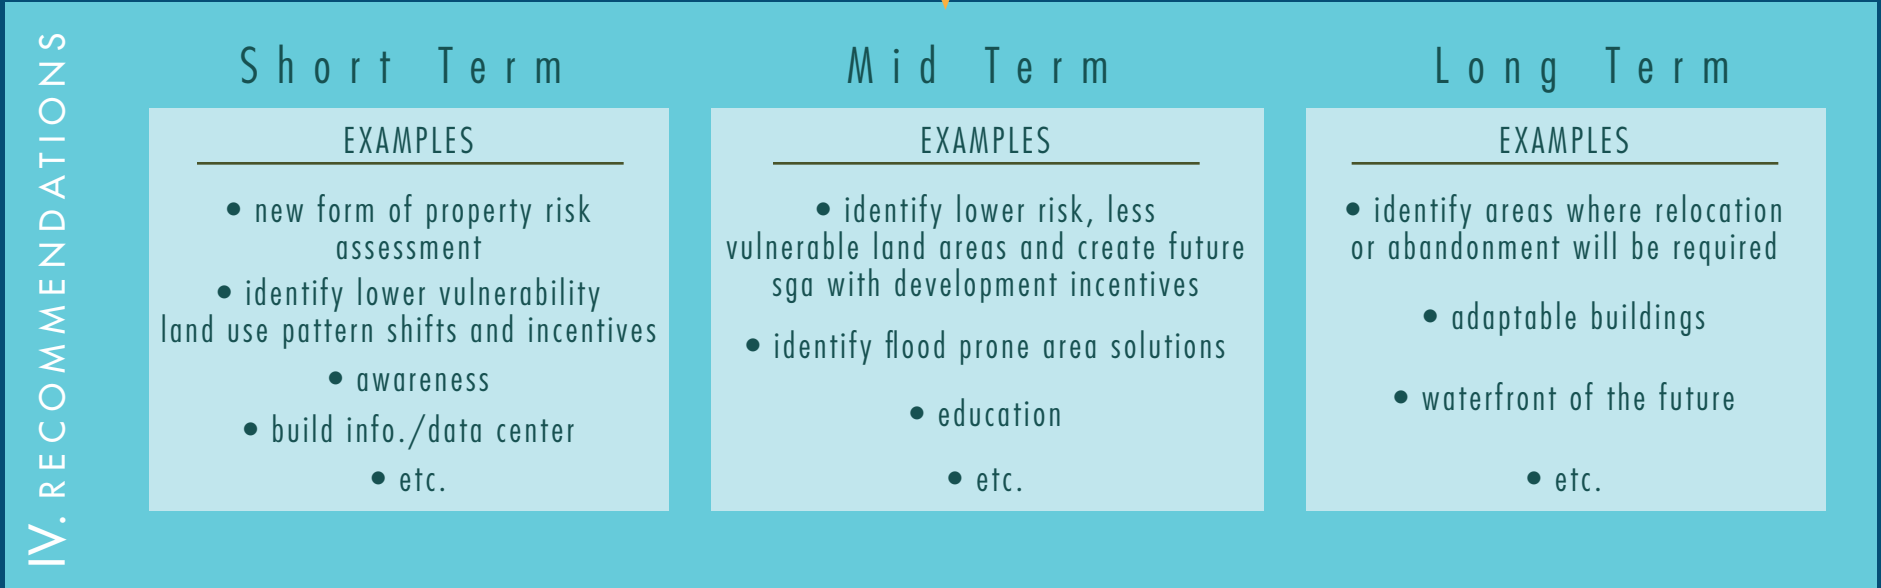 IV. RECOMMENDATIONS
Short Term
EXAMPLES
• new form of property risk
assessment
• identify lower vulnerability
land use pattern shifts and incentives
• awareness
• build info./data center
• etc.
Mid Term
EXAMPLES
• identify lower risk, less
vulnerable land areas and create future
sga with development incentives
• identify flood prone area solutions
• education
• etc.
Long Term
EXAMPLES
• identify areas where relocation
or abandonment will be required
• adaptable buildings
• waterfront of the future
• etc.